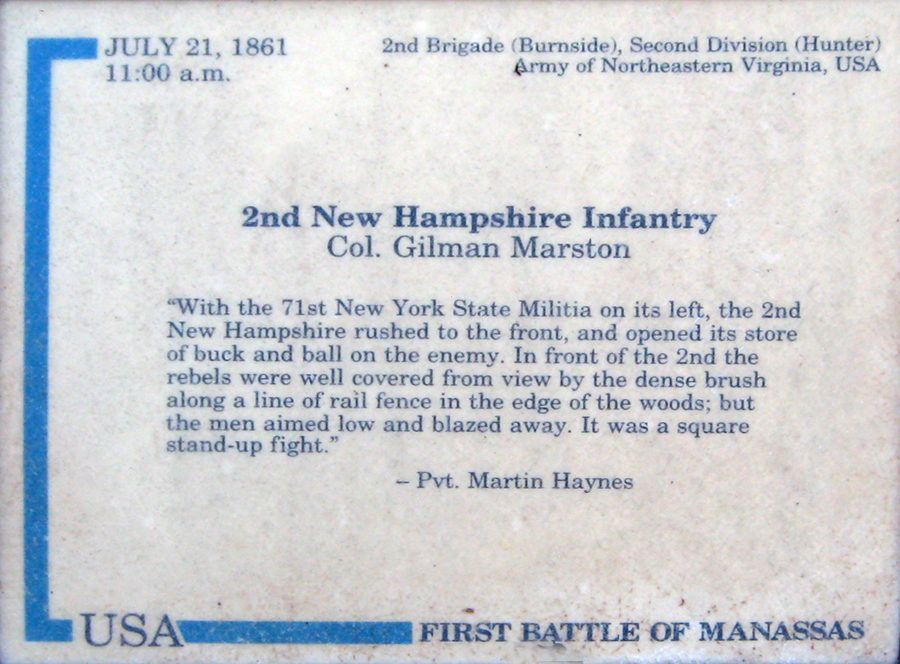 JULY 21, 1861
11:00 a.m.
2nd Brigade (Burnside), Second Division (Hunter)
Army of Northeastern Virginia, USA
2nd New Hampshire Infantry
Col. Gilman Marston
“With the 71st New York State Militia on its left, the 2nd
New Hampshire rushed to the front, and opened its store
of buck and ball on the enemy. In front of the 2nd the
rebels were well covered from view by the dense brush
along a line of rail fence in the edge of the woods; but
the men aimed low and blazed away. It was a square
stand-up fight.”
– Pvt. Martin Haynes
USA
FIRST BATTLE OF MANASSAS